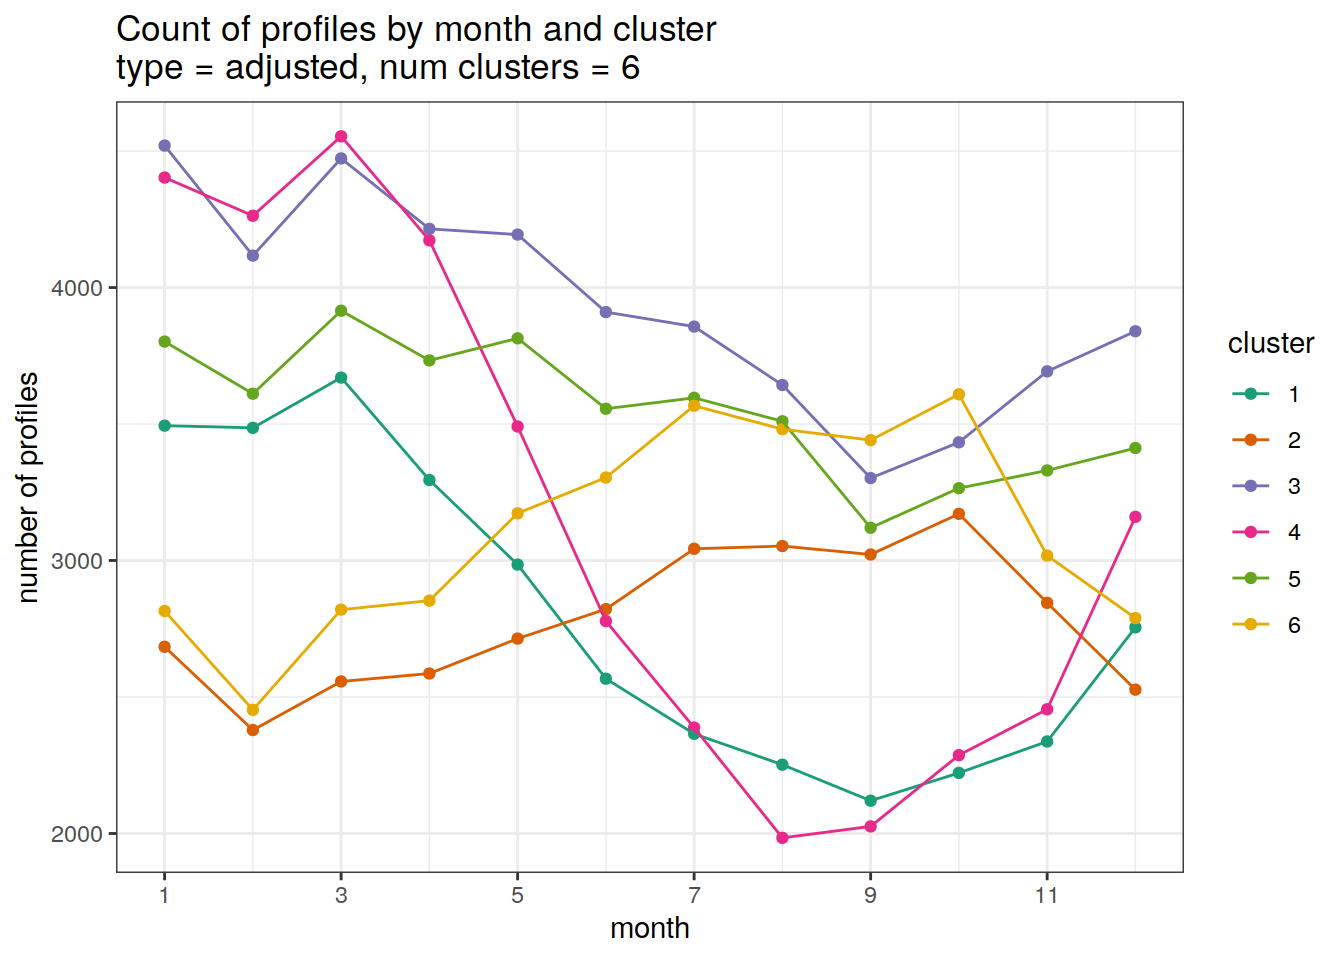 Count of profiles by month and cluster
type = adjusted, num clusters = 6
number of profiles
4000
3000
2000
1 3 5 7 9 11
month
cluster
1
2
3
4
5
6